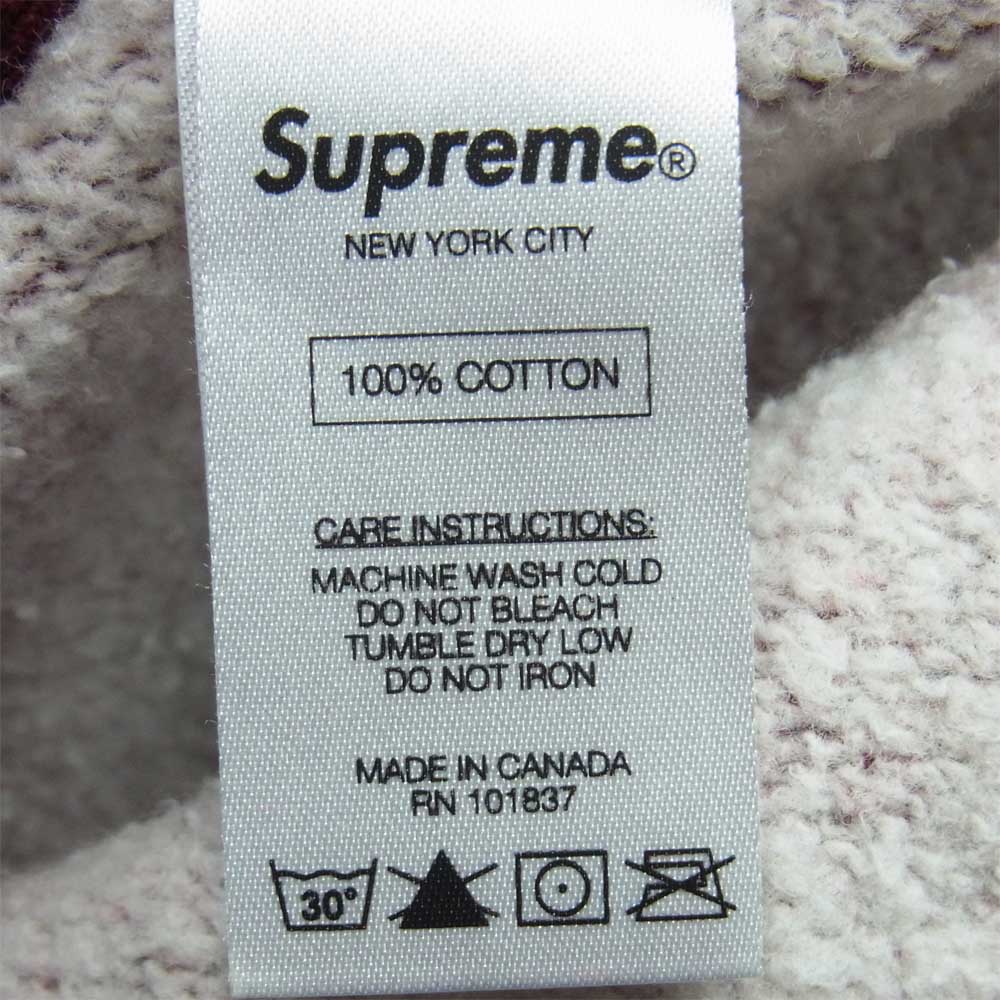 Supreme®
NEW YORK CITY
100% COTTON
CARE INSTRUCTIONS:
MACHINE WASH COLD
DO NOT BLEACH
TUMBLE DRY LOW
DO NOT IRON
MADE IN CANADA
RN 101837
30°